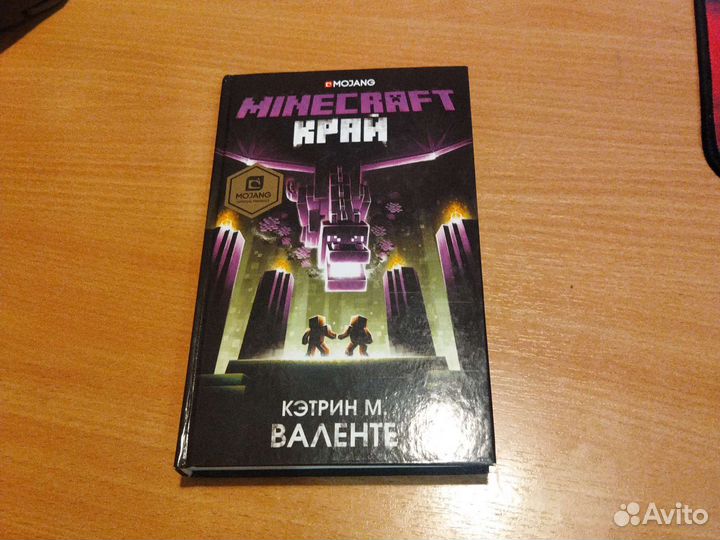 MOJANG
MINECRAFT
КРАЙ
MOJANG
КЭТРИН М.
ВАЛЕНТЕ
Avito